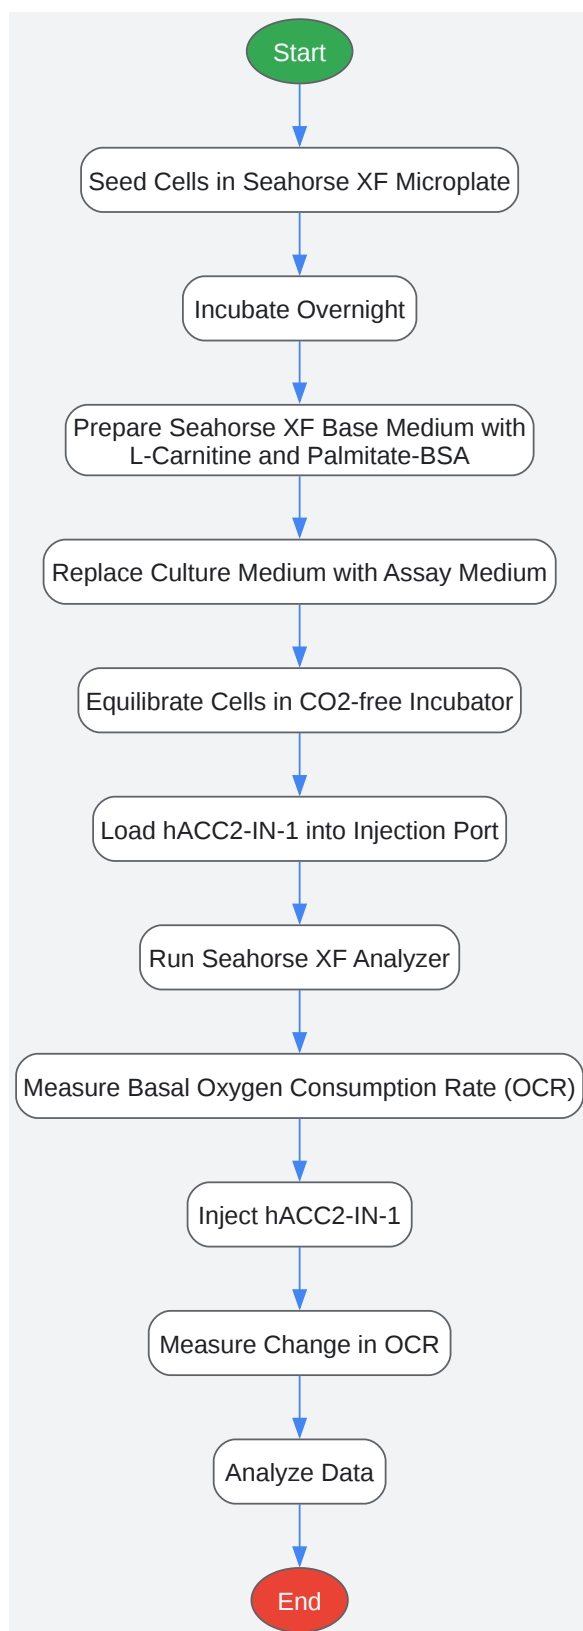 Start
Seed Cells in Seahorse XF Microplate
Incubate Overnight
Prepare Seahorse XF Base Medium with
L-Carnitine and Palmitate-BSA
Replace Culture Medium with Assay Medium
Equilibrate Cells in CO2-free Incubator
Load hACC2-IN-1 into Injection Port
Run Seahorse XF Analyzer
Measure Basal Oxygen Consumption Rate (OCR)
Inject hACC2-IN-1
Measure Change in OCR
Analyze Data
End